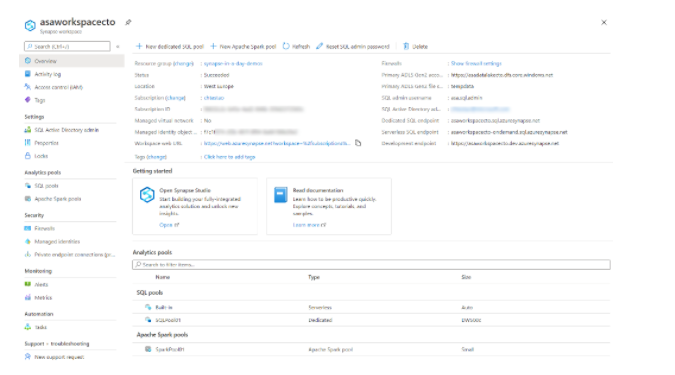 asaworkspacecto
Synapse workspace
Search (Ctrl+/)
+ New dedicated SQL pool + New Apache Spark pool Refresh Reset SQL admin password Delete
Overview
Activity log
Access control (IAM)
Tags
Settings
SQL Active Directory admin
Properties
Locks
Analytics pools
SQL pools
Apache Spark pools
Security
Firewalls
Managed identities
Private endpoint connections (pr...
Monitoring
Alerts
Metrics
Automation
Tasks
Support + troubleshooting
New support request
Resource group (change) : synapse-in-a-day-demos
Status : Succeeded
Location : West Europe
Subscription (change) :
Subscription ID :
Managed virtual network : No
Managed identity object ... :
Workspace web URL : https://web.azuresynapse.net?workspace=%2fsubscriptions%...
Tags (change) : Click here to add tags
Firewalls : Show firewall settings
Primary ADLS Gen2 acco... : https://asadatalakecto.dfs.core.windows.net
Primary ADLS Gen2 file s... : tempdata
SQL admin username : asasqladmin
SQL Active Directory ad... :
Dedicated SQL endpoint : asaworkspacecto.sql.azuresynapse.net
Serverless SQL endpoint : asaworkspacecto-ondemand.sql.azuresynapse.net
Development endpoint : https://asaworkspacecto.dev.azuresynapse.net
Getting started
Open Synapse Studio
Start building your fully-integrated
analytics solution and unlock new
insights.
Open
Read documentation
Learn how to be productive quickly.
Explore concepts, tutorials, and
samples.
Learn more
Analytics pools
Search to filter items...
Name Type Size
SQL pools
Built-in Serverless Auto
SQLPool01 Dedicated DW500c
Apache Spark pools
SparkPool01 Apache Spark pool Small